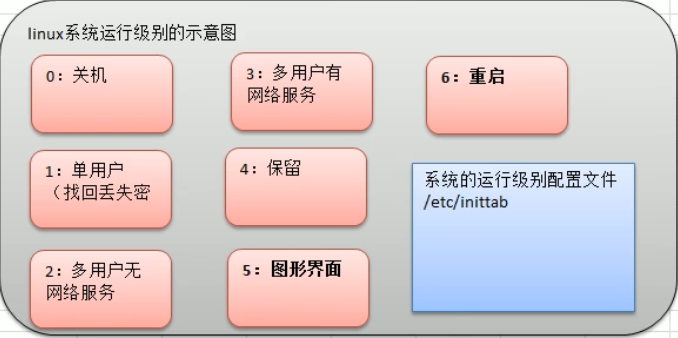 linux系统运行级别的示意图
0：关机
3：多用户有
网络服务
6：重启
1：单用户
（找回丢失密
4：保留
系统的运行级别配置文件
/etc/inittab
2：多用户无
网络服务
5：图形界面